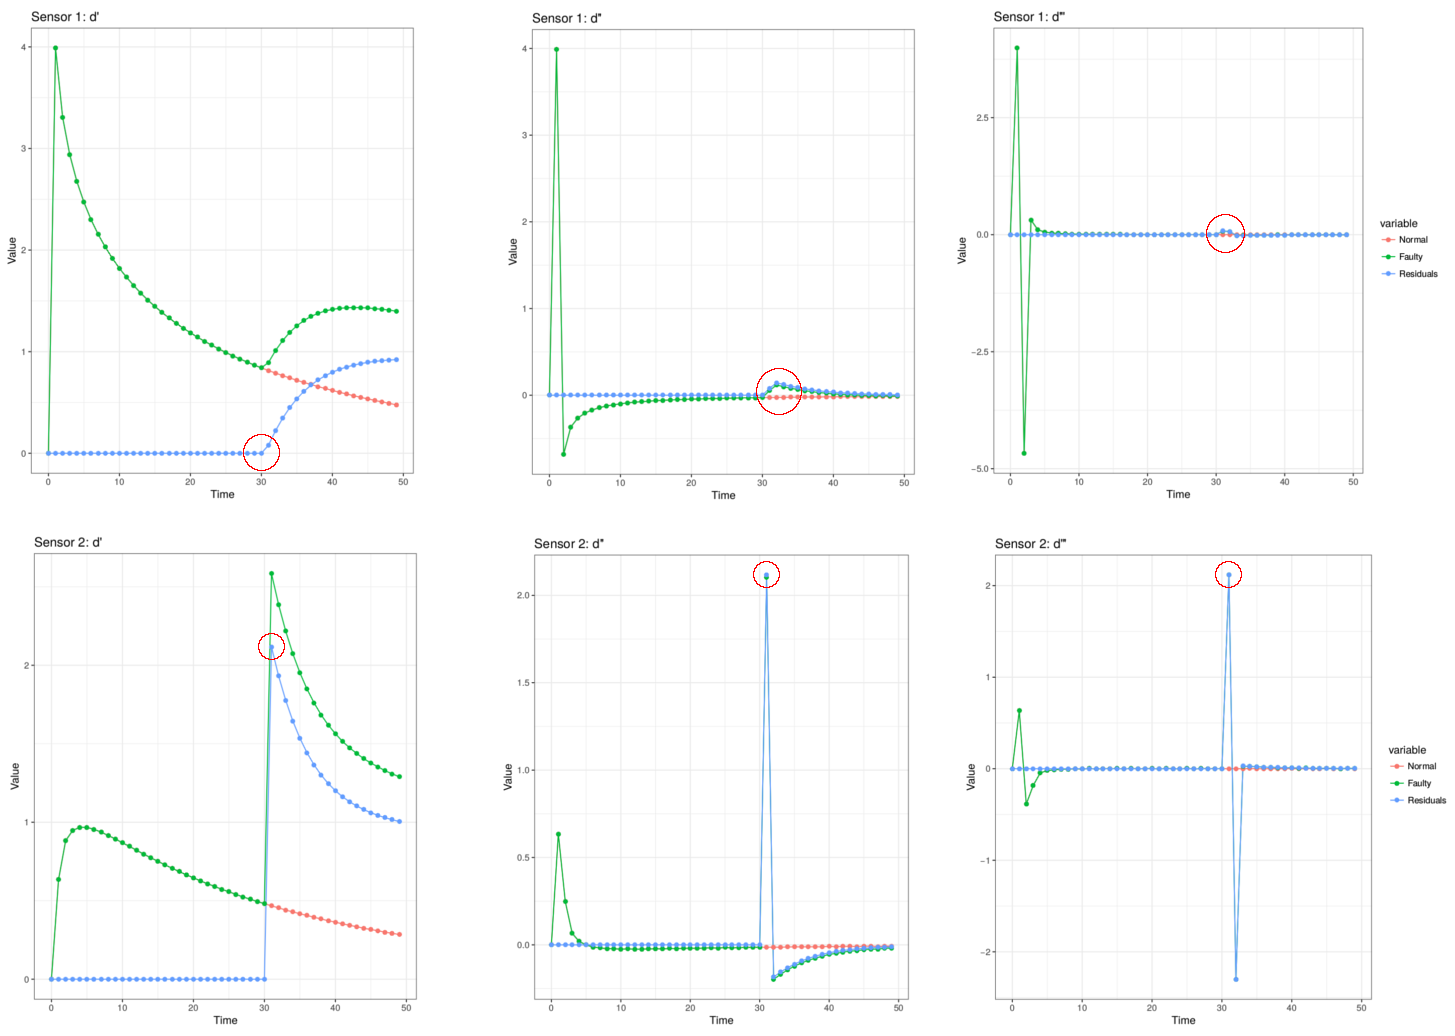 Sensor 1: d'
Value
4
3
2
1
0
0 10 20 30 40 50
Time
Sensor 1: d"
Value
4
3
2
1
0
0 10 20 30 40 50
Time
Sensor 1: d"'
Value
2.5
0.0
−2.5
−5.0
0 10 20 30 40 50
Time
variable
Normal
Faulty
Residuals
Sensor 2: d'
Value
2
1
0
0 10 20 30 40 50
Time
Sensor 2: d"
Value
2.0
1.5
1.0
0.5
0.0
0 10 20 30 40 50
Time
Sensor 2: d"'
Value
2
1
0
−1
−2
0 10 20 30 40 50
Time
variable
Normal
Faulty
Residuals